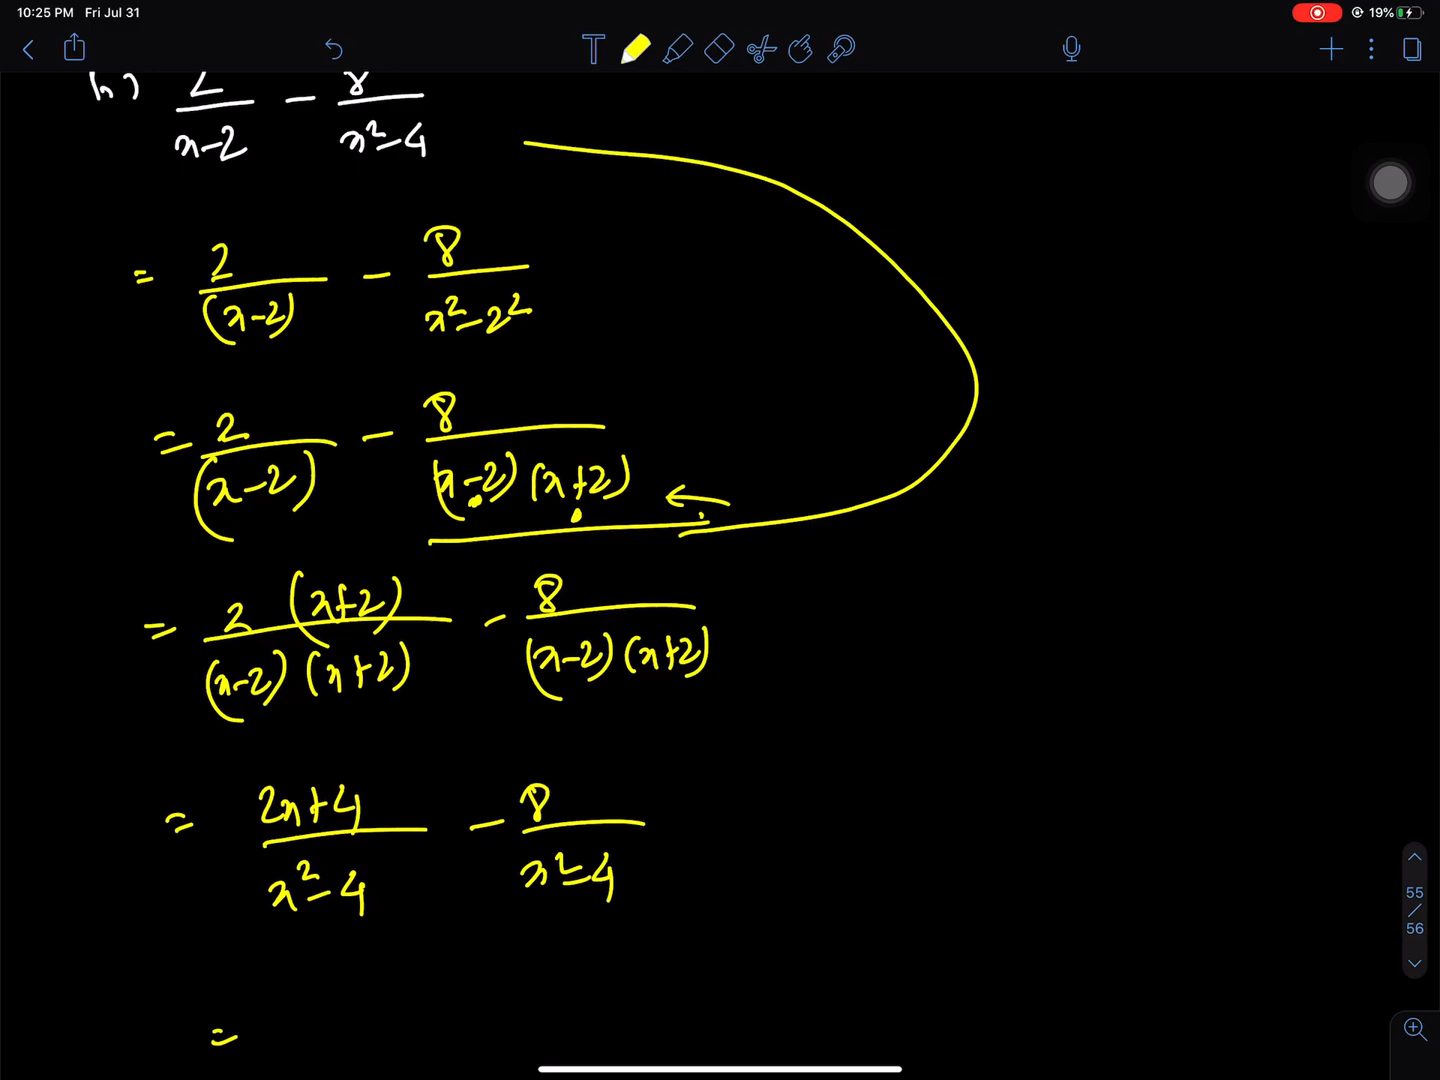 10:25 PM Fri Jul 31
19%
h) 2/(x-2) - 8/(x²-4)
= 2/(x-2) - 8/(x²-2²)
= 2/(x-2) - 8/((x-2)(x+2))
= 2(x+2)/((x-2)(x+2)) - 8/((x-2)(x+2))
= (2x+4)/(x²-4) - 8/(x²-4)
=
55
/
56